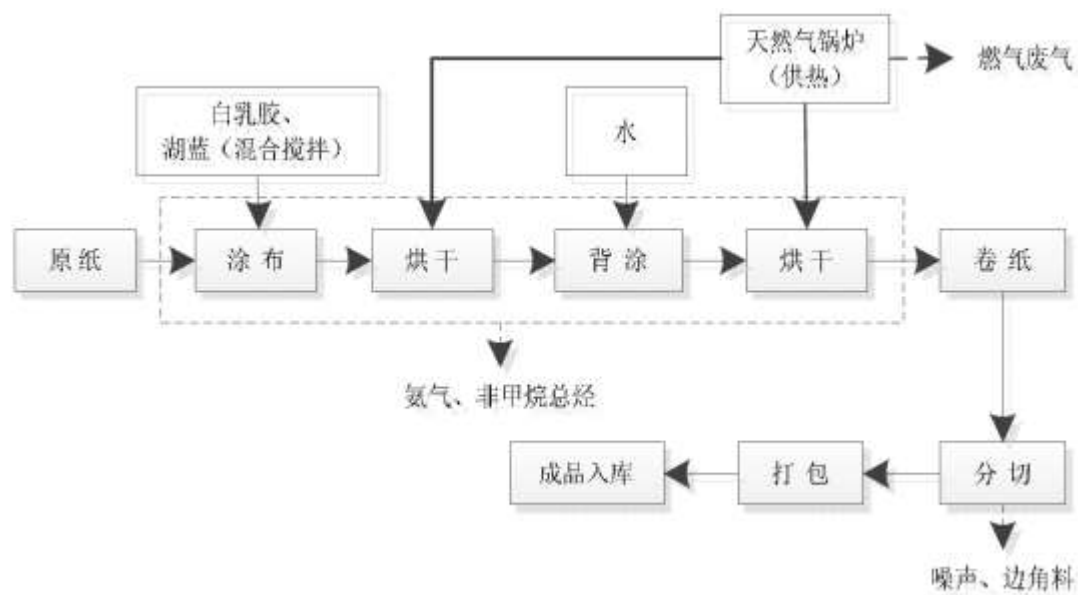 天然气锅炉
（供热）
燃气废气
白乳胶、
湖蓝（混合搅拌）
水
原纸
涂布
烘干
背涂
烘干
卷纸
氨气、非甲烷总烃
成品入库
打包
分切
噪声、边角料